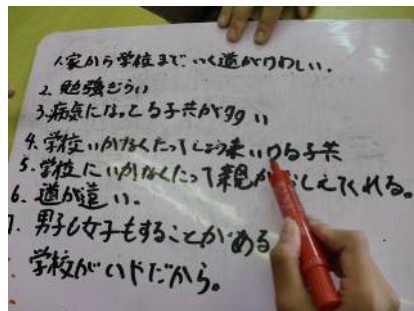 1.家から学校まで、いく道がけわしい。
2.勉強ぎらい
3.病気になってる子共が多い
4.学校いかなくたってしょう来いける子共
5.学校にいかなくたって親がおしえてくれる。
6.道が遠い。
7.男子も女子もすることがある
学校がいやだから。